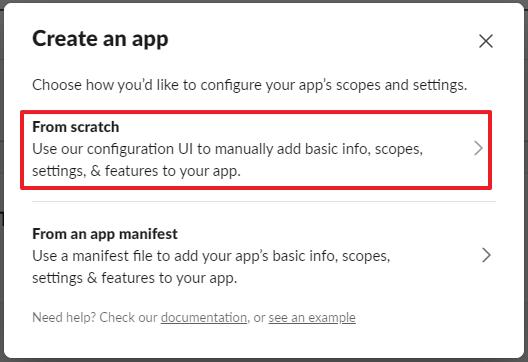 Create an app
Choose how you'd like to configure your app's scopes and settings.
From scratch
Use our configuration UI to manually add basic info, scopes,
settings, & features to your app.
From an app manifest
Use a manifest file to add your app's basic info, scopes,
settings & features to your app.
Need help? Check our documentation, or see an example